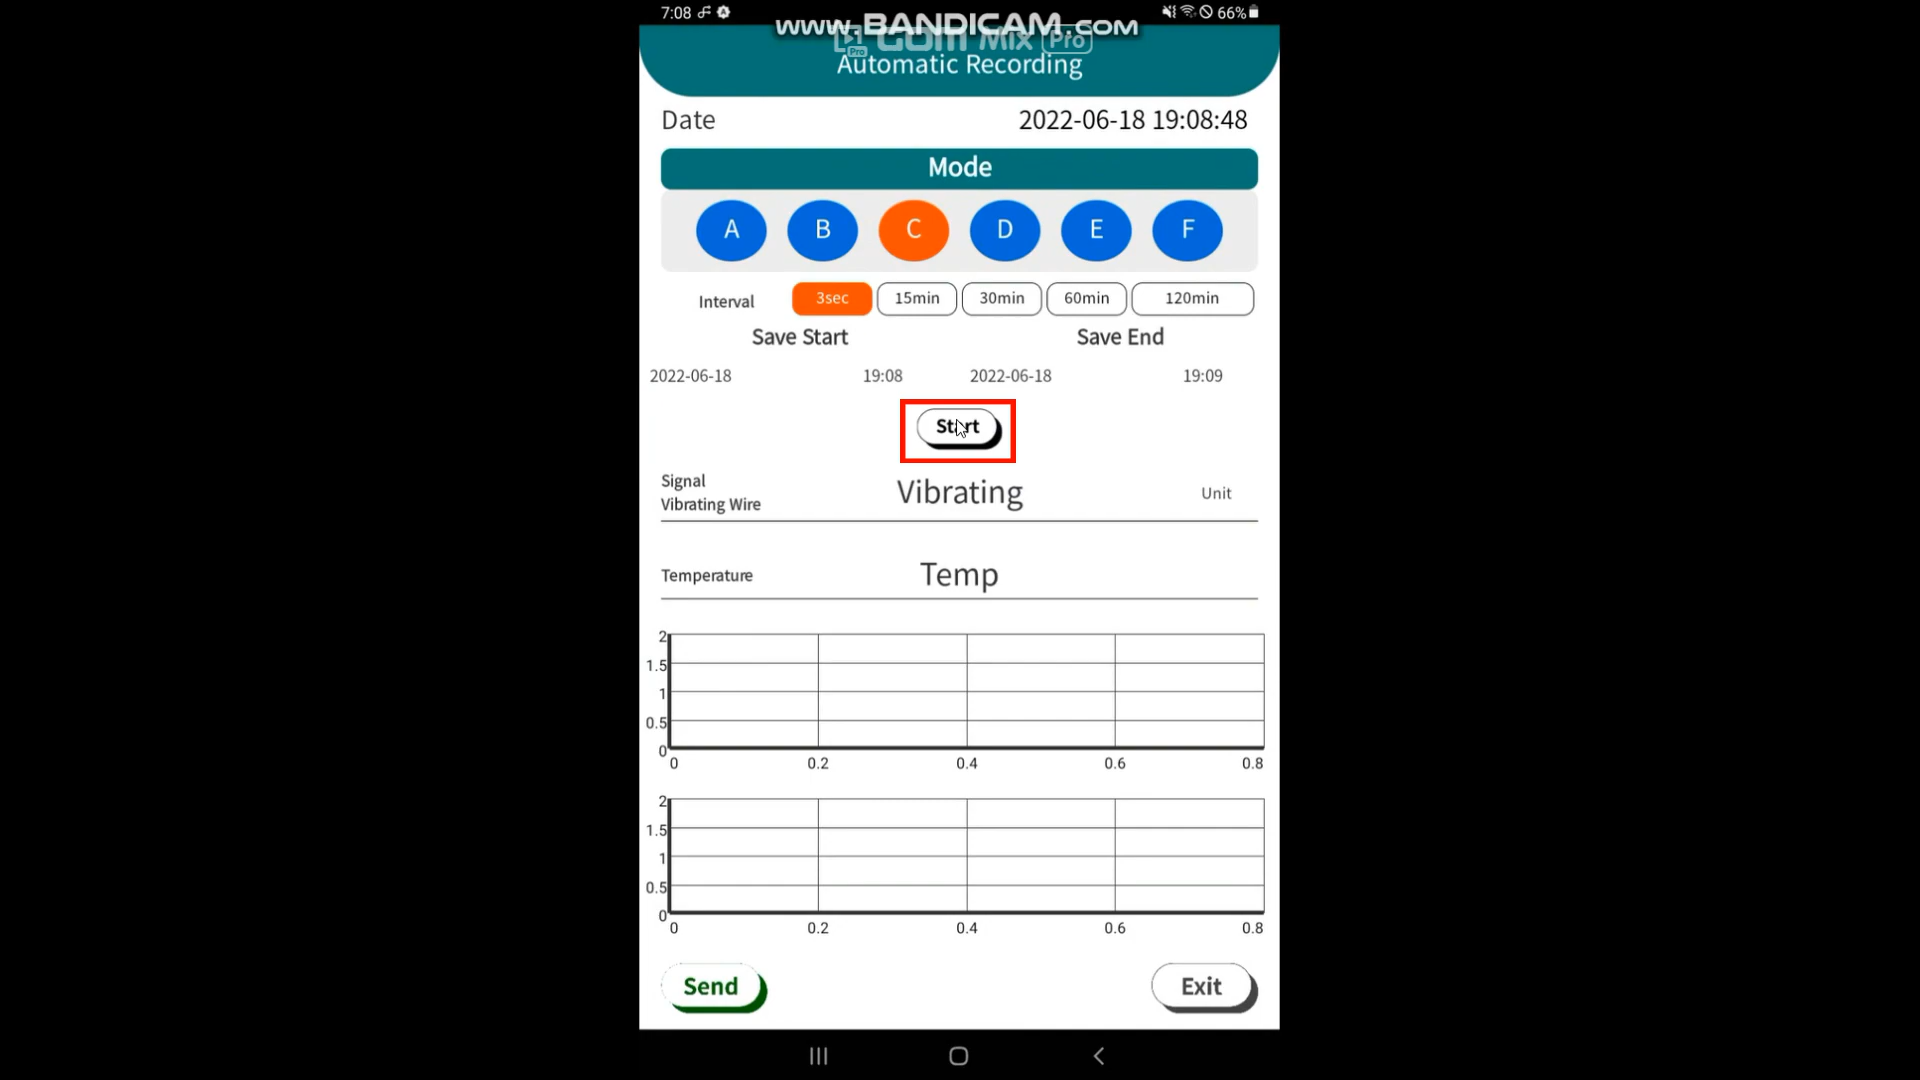 7:08
66%
www.BANDICAM.com
GOM Mix Pro
Pro
Automatic Recording
Date 2022-06-18 19:08:48
Mode
A B C D E F
Interval 3sec 15min 30min 60min 120min
Save Start Save End
2022-06-18 19:08 2022-06-18 19:09
Start
Signal
Vibrating Wire Vibrating Unit
Temperature Temp
2
1.5
1
0.5
0
0 0.2 0.4 0.6 0.8
2
1.5
1
0.5
0
0 0.2 0.4 0.6 0.8
Send Exit